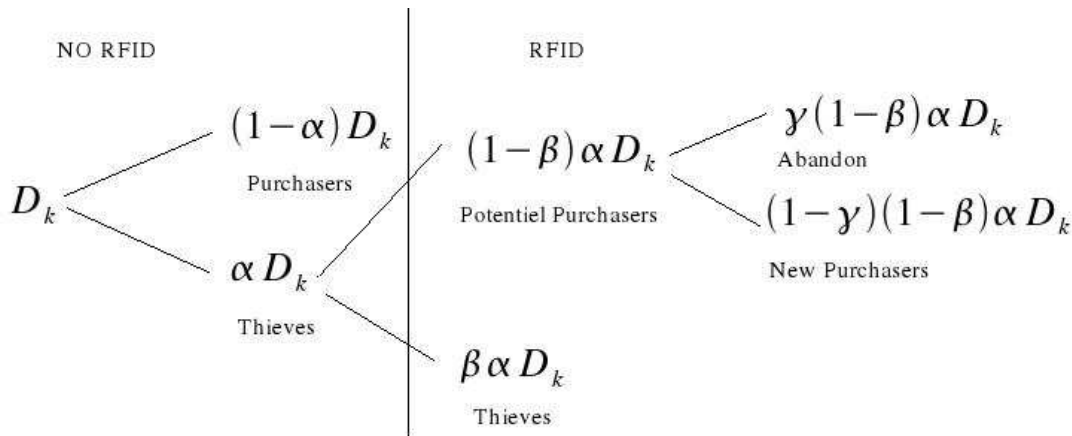 NO RFID
RFID
(1-α) D_k
Purchasers
D_k
α D_k
Thieves
(1-β) α D_k
Potentiel Purchasers
β α D_k
Thieves
γ(1-β) α D_k
Abandon
(1-γ)(1-β) α D_k
New Purchasers